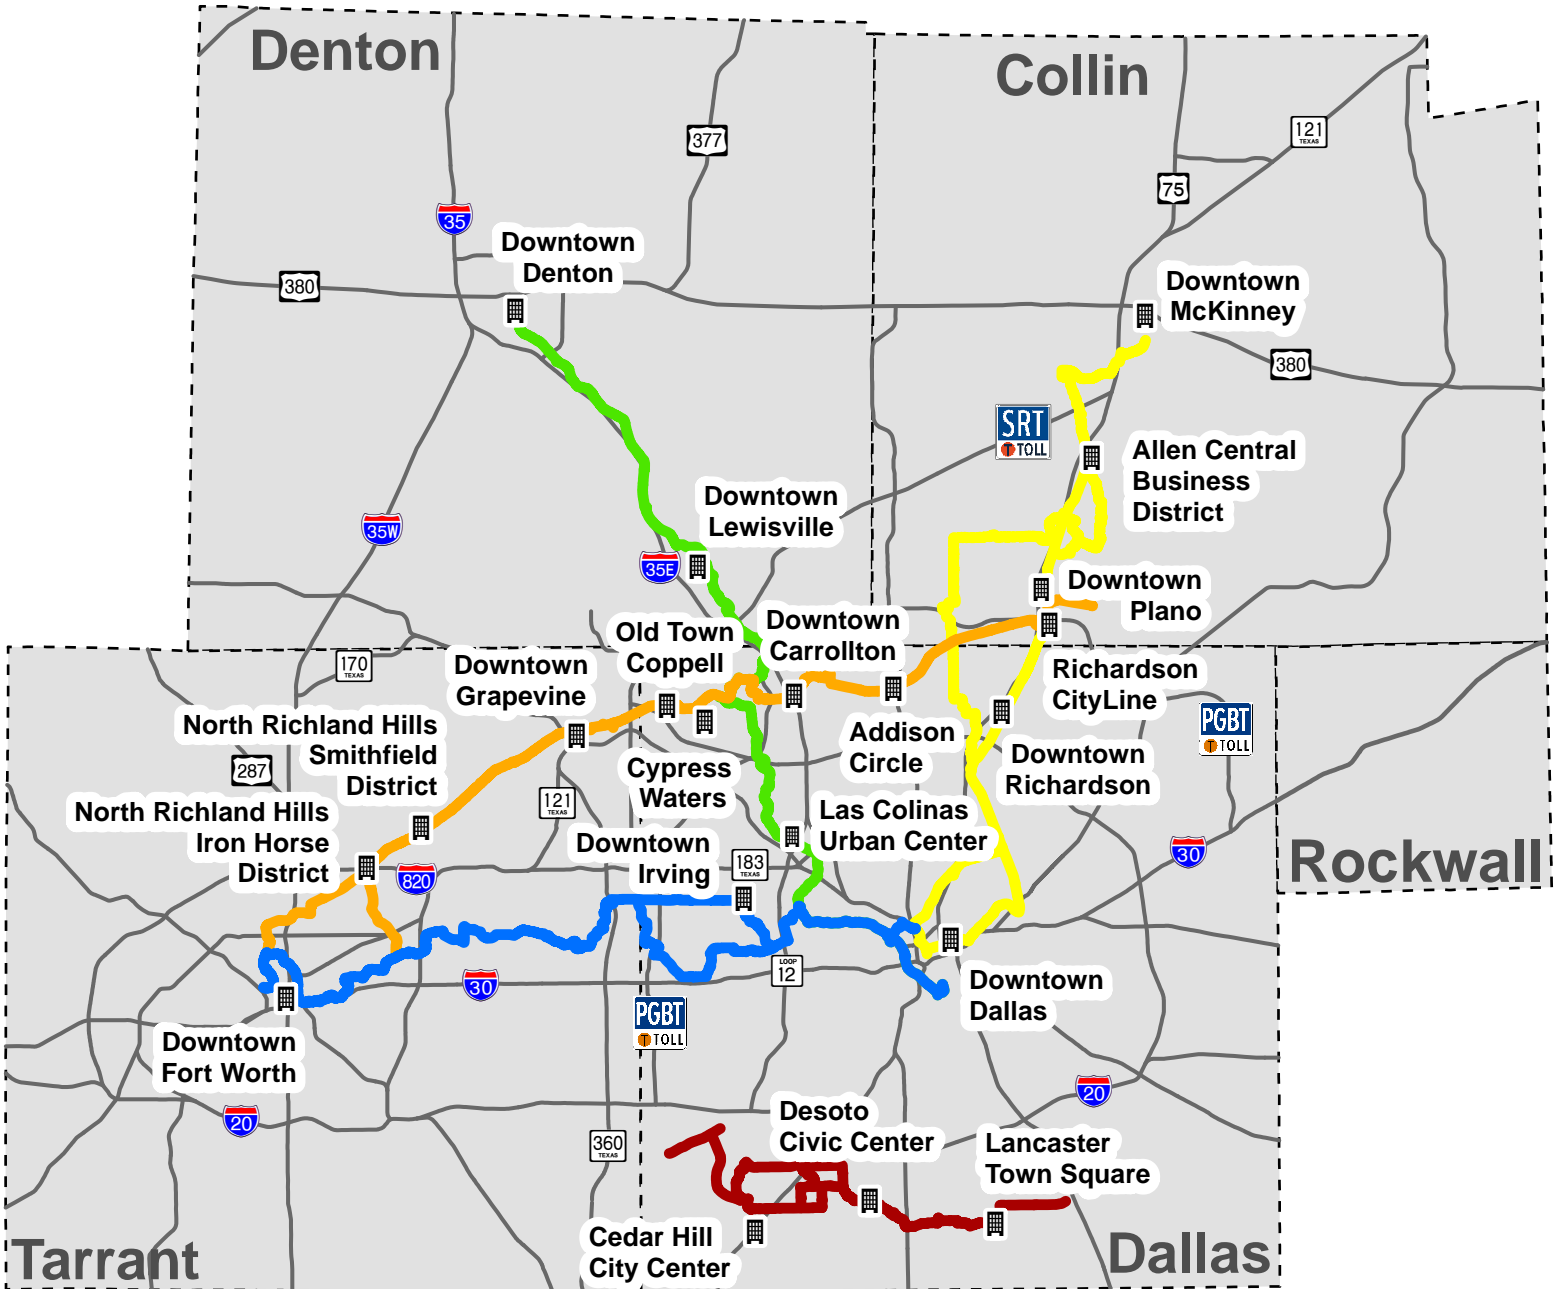 Denton
Collin
377
121
TEXAS
75
35
Downtown
Denton
380
Downtown
McKinney
380
SRT
T TOLL
Allen Central
Business
District
Downtown
Lewisville
35W
35E
Downtown
Plano
Old Town
Coppell
Downtown
Carrollton
170
TEXAS
Downtown
Grapevine
Richardson
CityLine
North Richland Hills
Smithfield
District
PGBT
T TOLL
Addison
Circle
Downtown
Richardson
287
Cypress
Waters
121
TEXAS
North Richland Hills
Iron Horse
District
Las Colinas
Urban Center
Downtown
Irving
183
TEXAS
820
30
Rockwall
LOOP
12
30
Downtown
Dallas
PGBT
T TOLL
Downtown
Fort Worth
20
20
360
TEXAS
Desoto
Civic Center
Lancaster
Town Square
Cedar Hill
City Center
Tarrant
Dallas